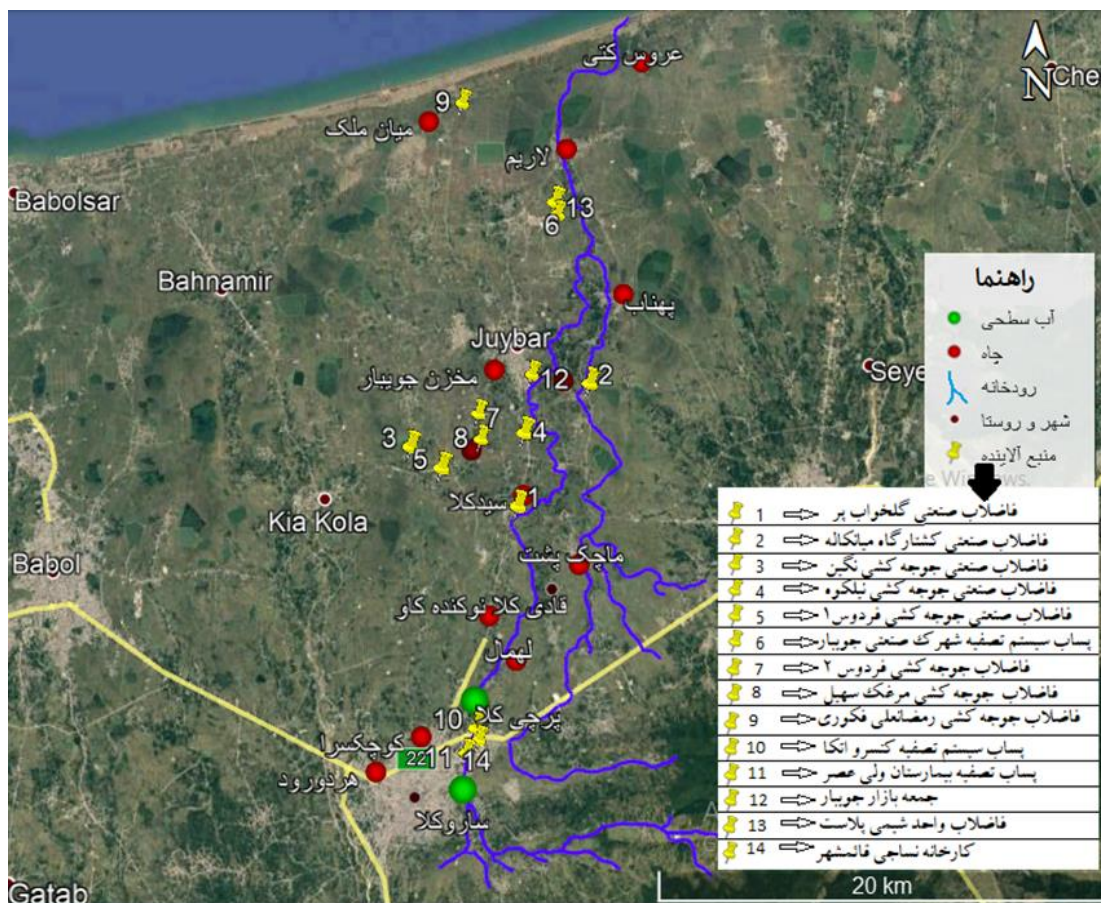 عروس کتی
N
Che
9
میان ملک
لاریم
Babolsar
13
6
Bahnamir
پهناب
Juybar
مخزن جویبار
12
2
Seye
7
3
8
4
5
1
سیدکلا
Kia Kola
ماچک پشت
Babol
قادی کلا نوکنده کاو
لهمال
پرچی کلا
10
کوچکسرا
22
11
14
هردورود
ساروکلا
Gatab
20 km
راهنما
آب سطحی
چاه
رودخانه
شهر و روستا
منبع آلاینده
1 فاضلاب صنعتی گلخواب پر
2 فاضلاب صنعتی کشتارگاه میانکاله
3 فاضلاب صنعتی جوجه کشی نگین
4 فاضلاب صنعتی جوجه کشی نیلکوه
5 فاضلاب صنعتی جوجه کشی فردوس۱
6 پساب سیستم تصفیه شهرك صنعتی جویبار
7 فاضلاب جوجه کشی فردوس ۲
8 فاضلاب جوجه کشی مرغک سهیل
9 فاضلاب جوجه کشی رمضانعلی فکوری
10 پساب سیستم تصفیه کنسرو اتکا
11 پساب تصفیه بیمارستان ولی عصر
12 جمعه بازار جویبار
13 فاضلاب واحد شیمی پلاست
14 کارخانه نساجی قائمشهر